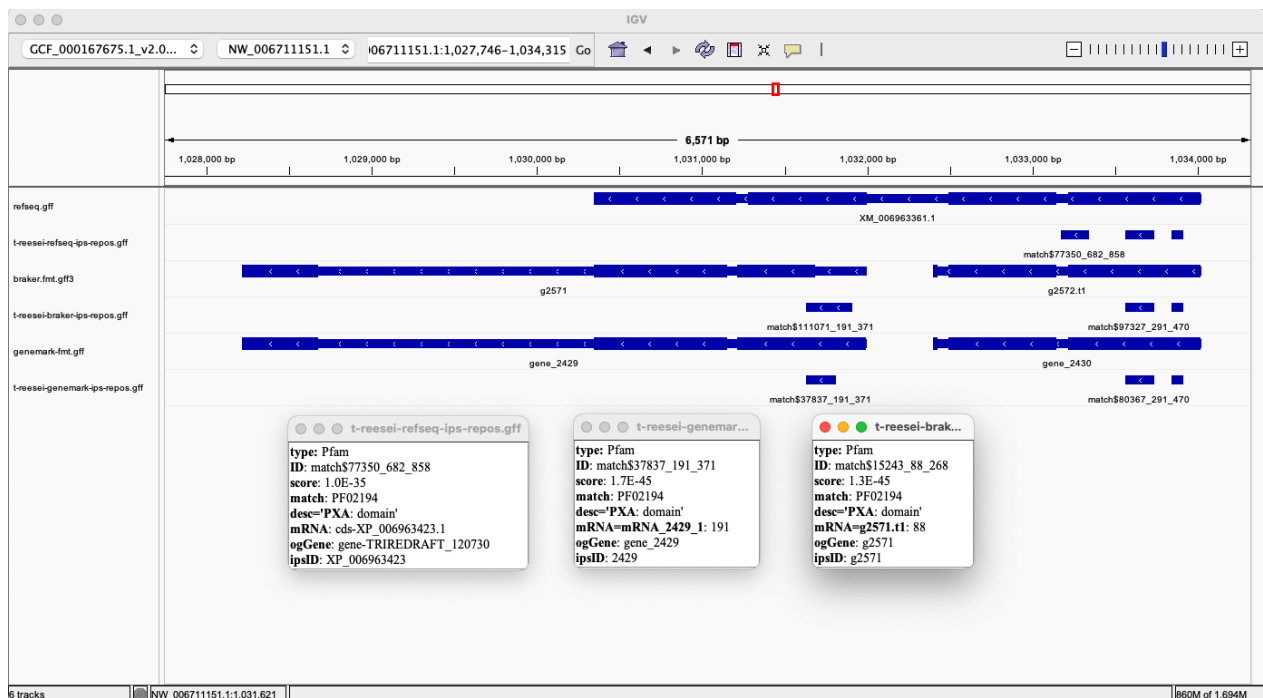 IGV
GCF_000167675.1_v2.0... NW_006711151.1 006711151.1:1,027,746-1,034,315 Go
6,571 bp
1,028,000 bp 1,029,000 bp 1,030,000 bp 1,031,000 bp 1,032,000 bp 1,033,000 bp 1,034,000 bp
refseq.gff
XM_006963361.1
t-reesei-refseq-ips-repos.gff
match$77350_682_858
braker.fmt.gff3
g2571 g2572.t1
t-reesei-braker-ips-repos.gff
match$111071_191_371 match$97327_291_470
genemark-fmt.gff
gene_2429 gene_2430
t-reesei-genemark-ips-repos.gff
match$37837_191_371 match$80367_291_470
t-reesei-refseq-ips-repos.gff
type: Pfam
ID: match$77350_682_858
score: 1.0E-35
match: PF02194
desc='PXA: domain'
mRNA: cds-XP_006963423.1
ogGene: gene-TRIREDRAFT_120730
ipsID: XP_006963423
t-reesei-genemar...
type: Pfam
ID: match$37837_191_371
score: 1.7E-45
match: PF02194
desc='PXA: domain'
mRNA=mRNA_2429_1: 191
ogGene: gene_2429
ipsID: 2429
t-reesei-brak...
type: Pfam
ID: match$15243_88_268
score: 1.3E-45
match: PF02194
desc='PXA: domain'
mRNA=g2571.t1: 88
ogGene: g2571
ipsID: g2571
6 tracks NW_006711151.1:1,031,621 860M of 1,694M